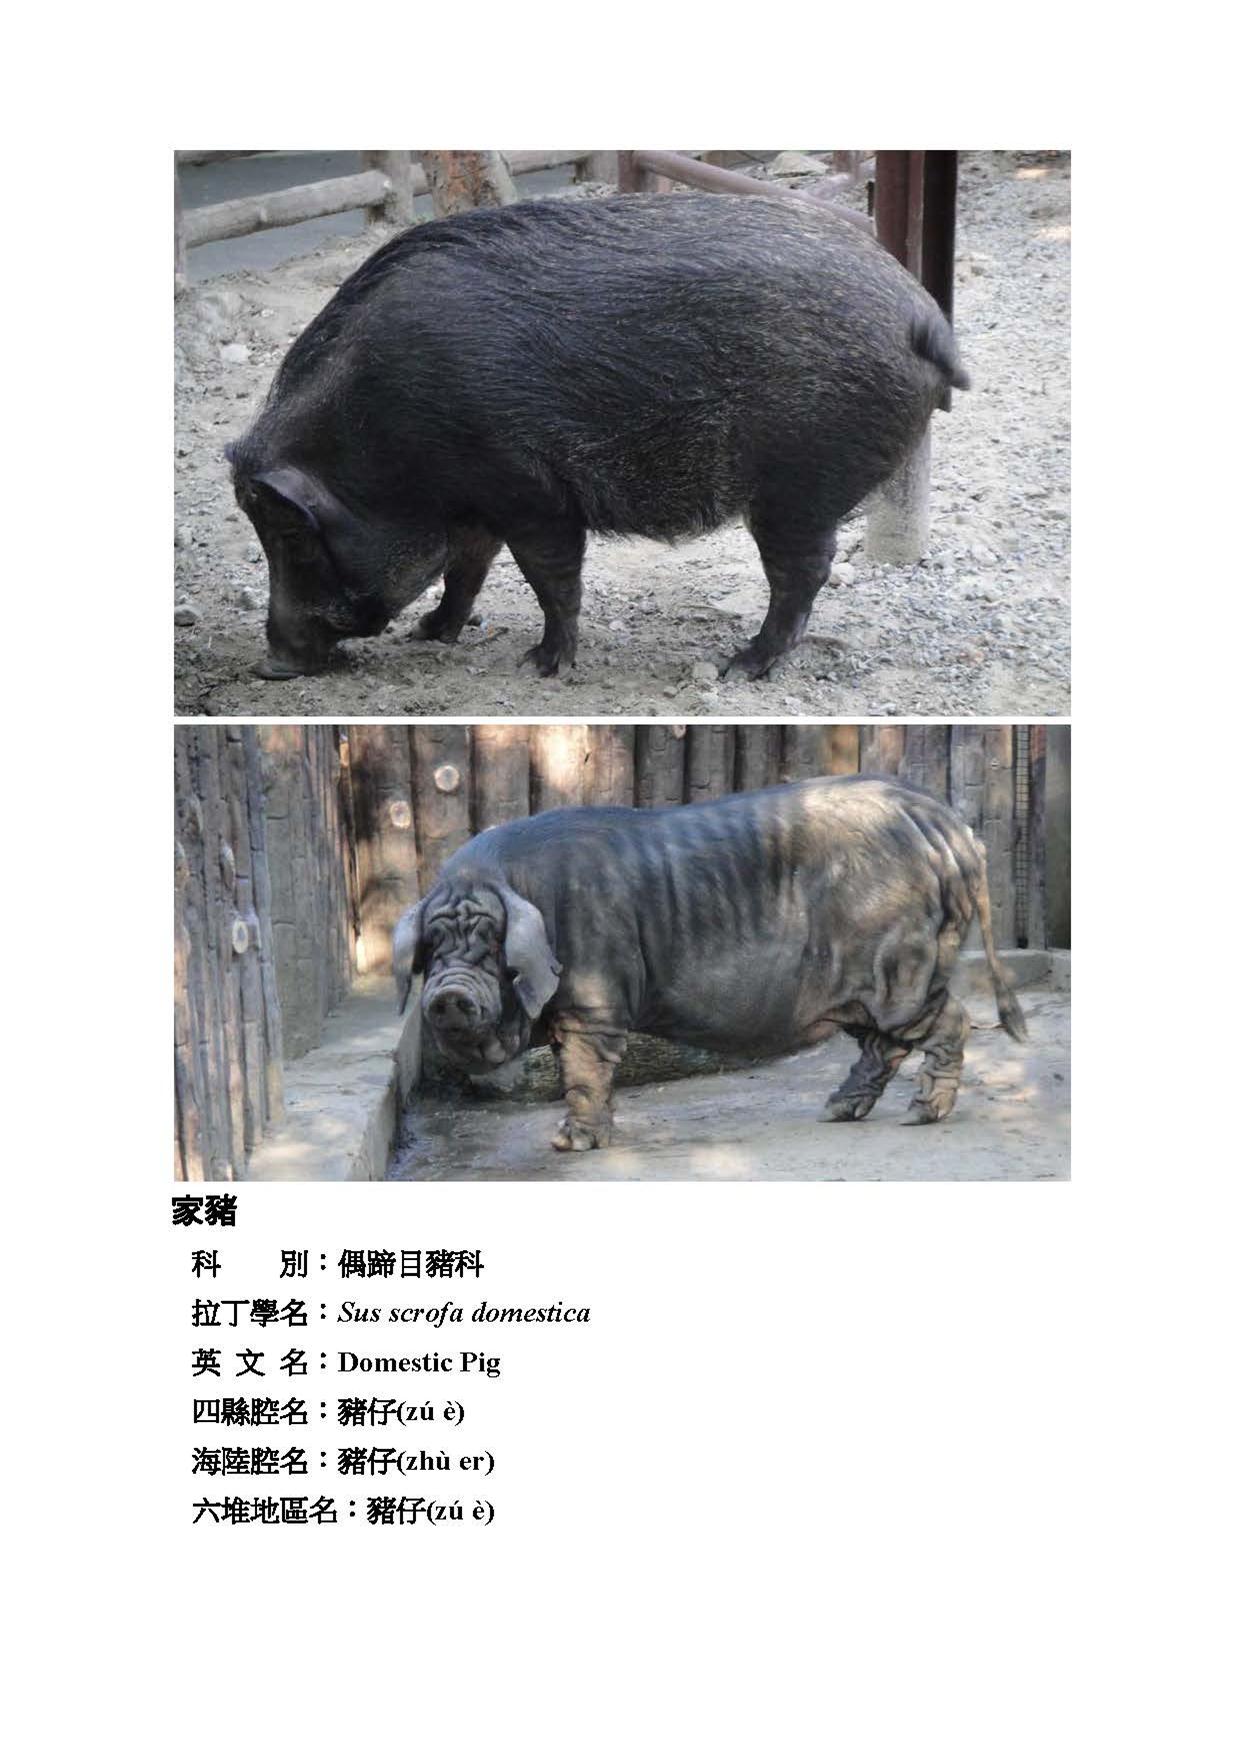 家豬
科　　別：偶蹄目豬科
拉丁學名：Sus scrofa domestica
英 文 名：Domestic Pig
四縣腔名：豬仔(zú è)
海陸腔名：豬仔(zhù er)
六堆地區名：豬仔(zú è)